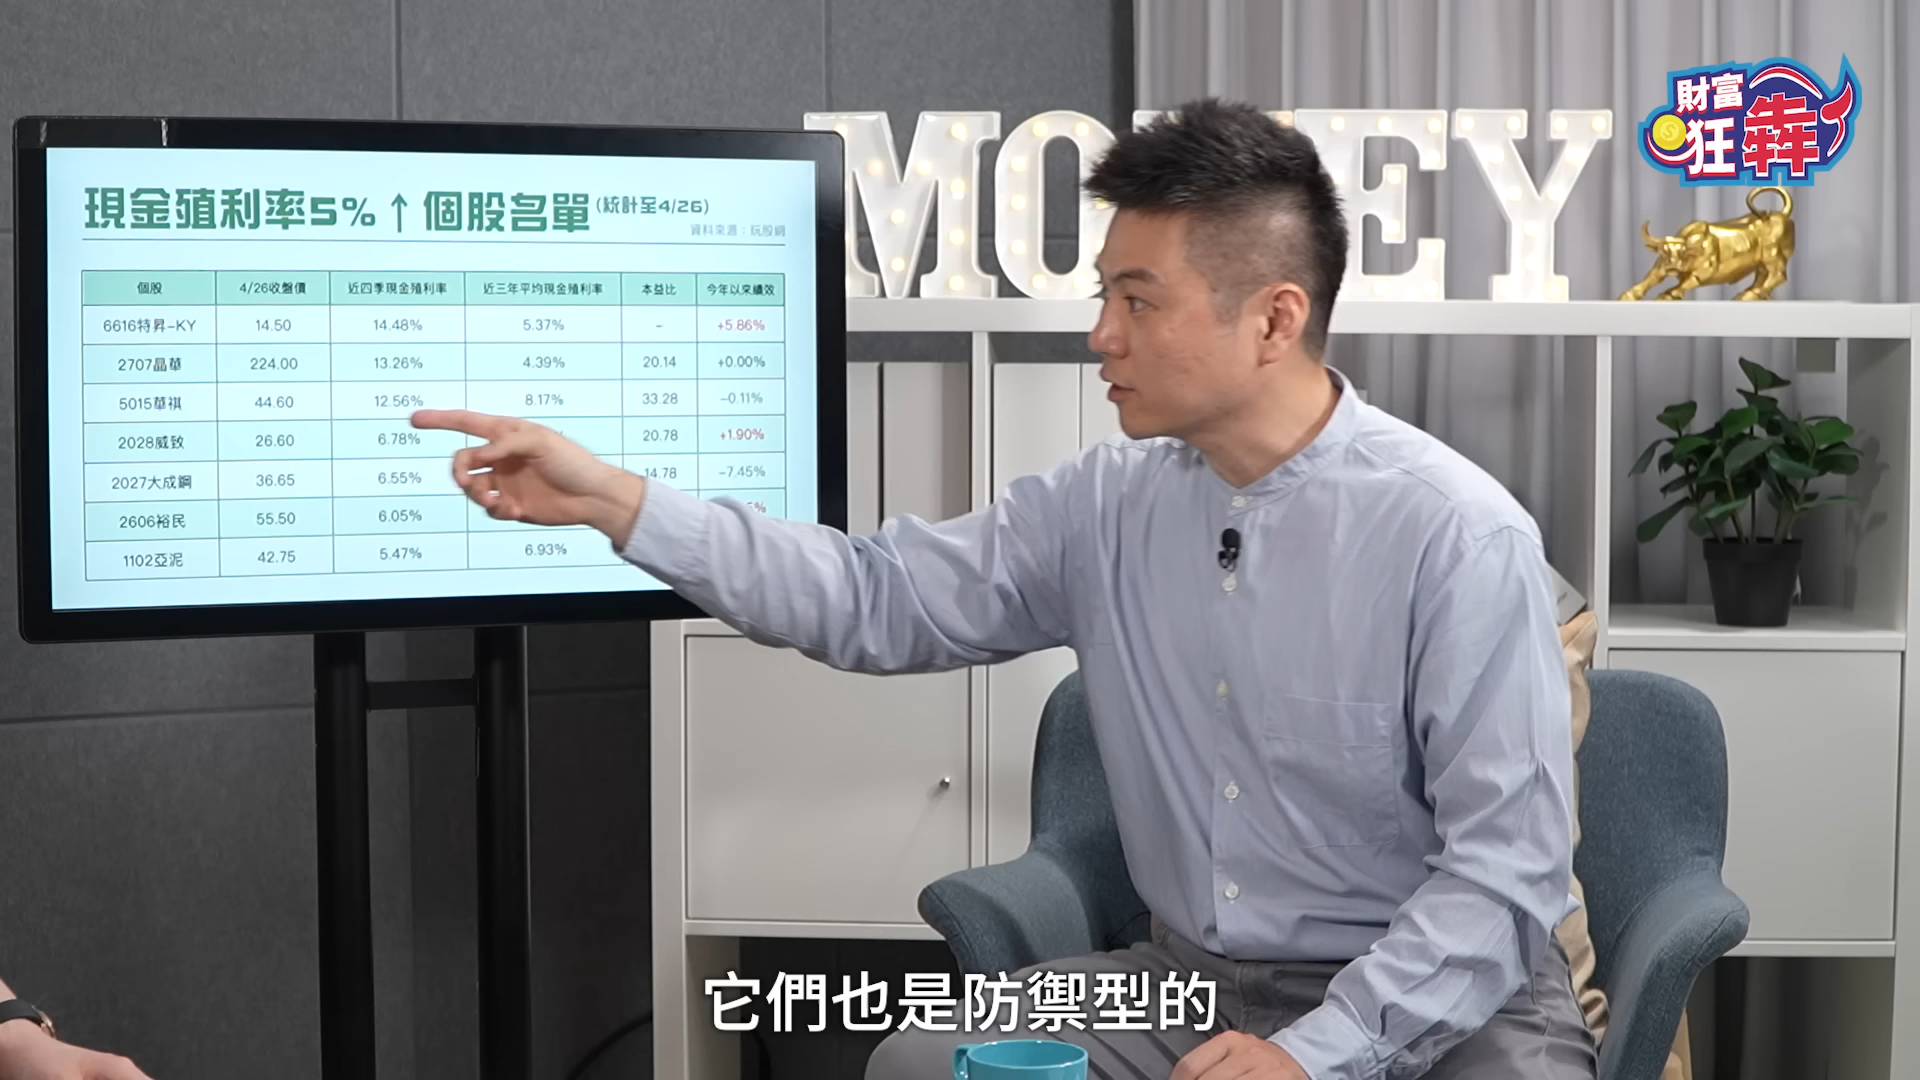 財富
狂犇
MONEY
現金殖利率5%↑個股名單(統計至4/26)
資料來源：玩股網
個股 4/26收盤價 近四季現金殖利率 近三年平均現金殖利率 本益比 今年以來績效
6616特昇-KY 14.50 14.48% 5.37% - +5.86%
2707晶華 224.00 13.26% 4.39% 20.14 +0.00%
5015華祺 44.60 12.56% 8.17% 33.28 -0.11%
2028威致 26.60 6.78% 20.78 +1.90%
2027大成鋼 36.65 6.55% 14.78 -7.45%
2606裕民 55.50 6.05%
1102亞泥 42.75 5.47% 6.93%
它們也是防禦型的